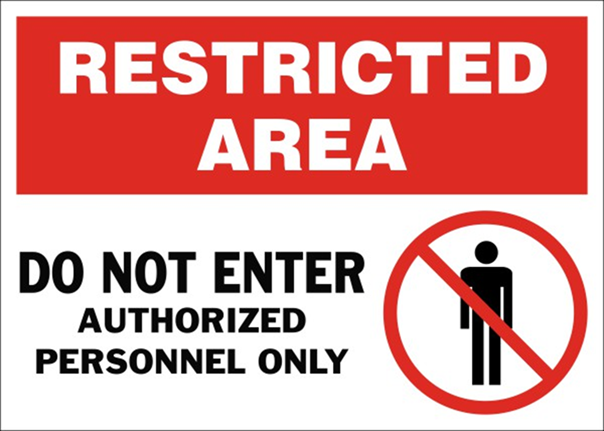 RESTRICTED
AREA
DO NOT ENTER
AUTHORIZED
PERSONNEL ONLY